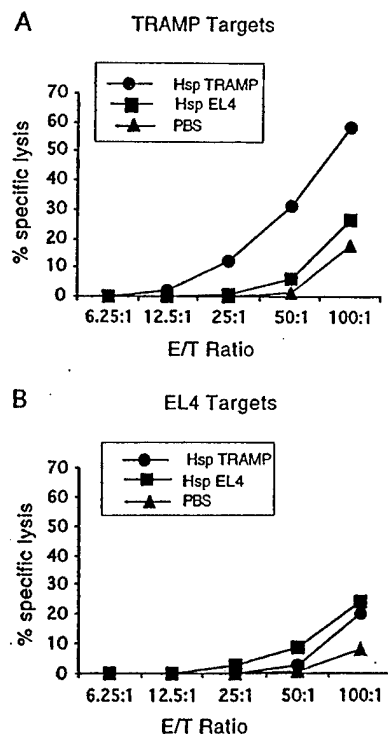 A
TRAMP Targets
Hsp TRAMP
Hsp EL4
PBS
% specific lysis
70
60
50
40
30
20
10
0
6.25:1 12.5:1 25:1 50:1 100:1
E/T Ratio
B
EL4 Targets
Hsp TRAMP
Hsp EL4
PBS
% specific lysis
70
60
50
40
30
20
10
0
6.25:1 12.5:1 25:1 50:1 100:1
E/T Ratio